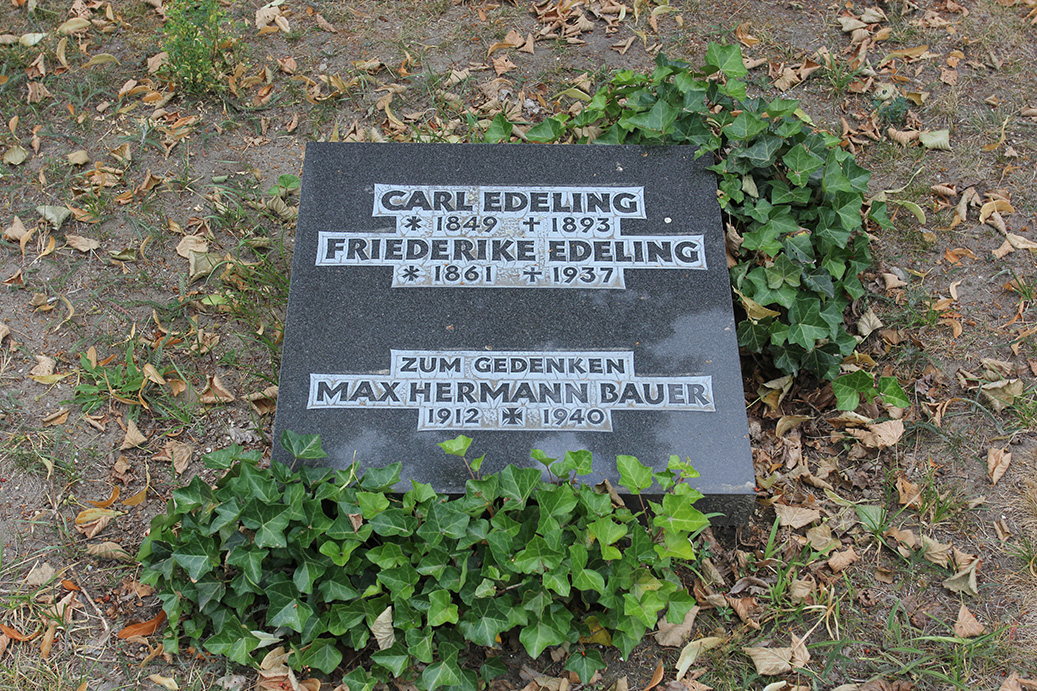 CARL EDELING
* 1849 ✝ 1893
FRIEDERIKE EDELING
* 1861 ✝ 1937
ZUM GEDENKEN
MAX HERMANN BAUER
1912 ✠ 1940